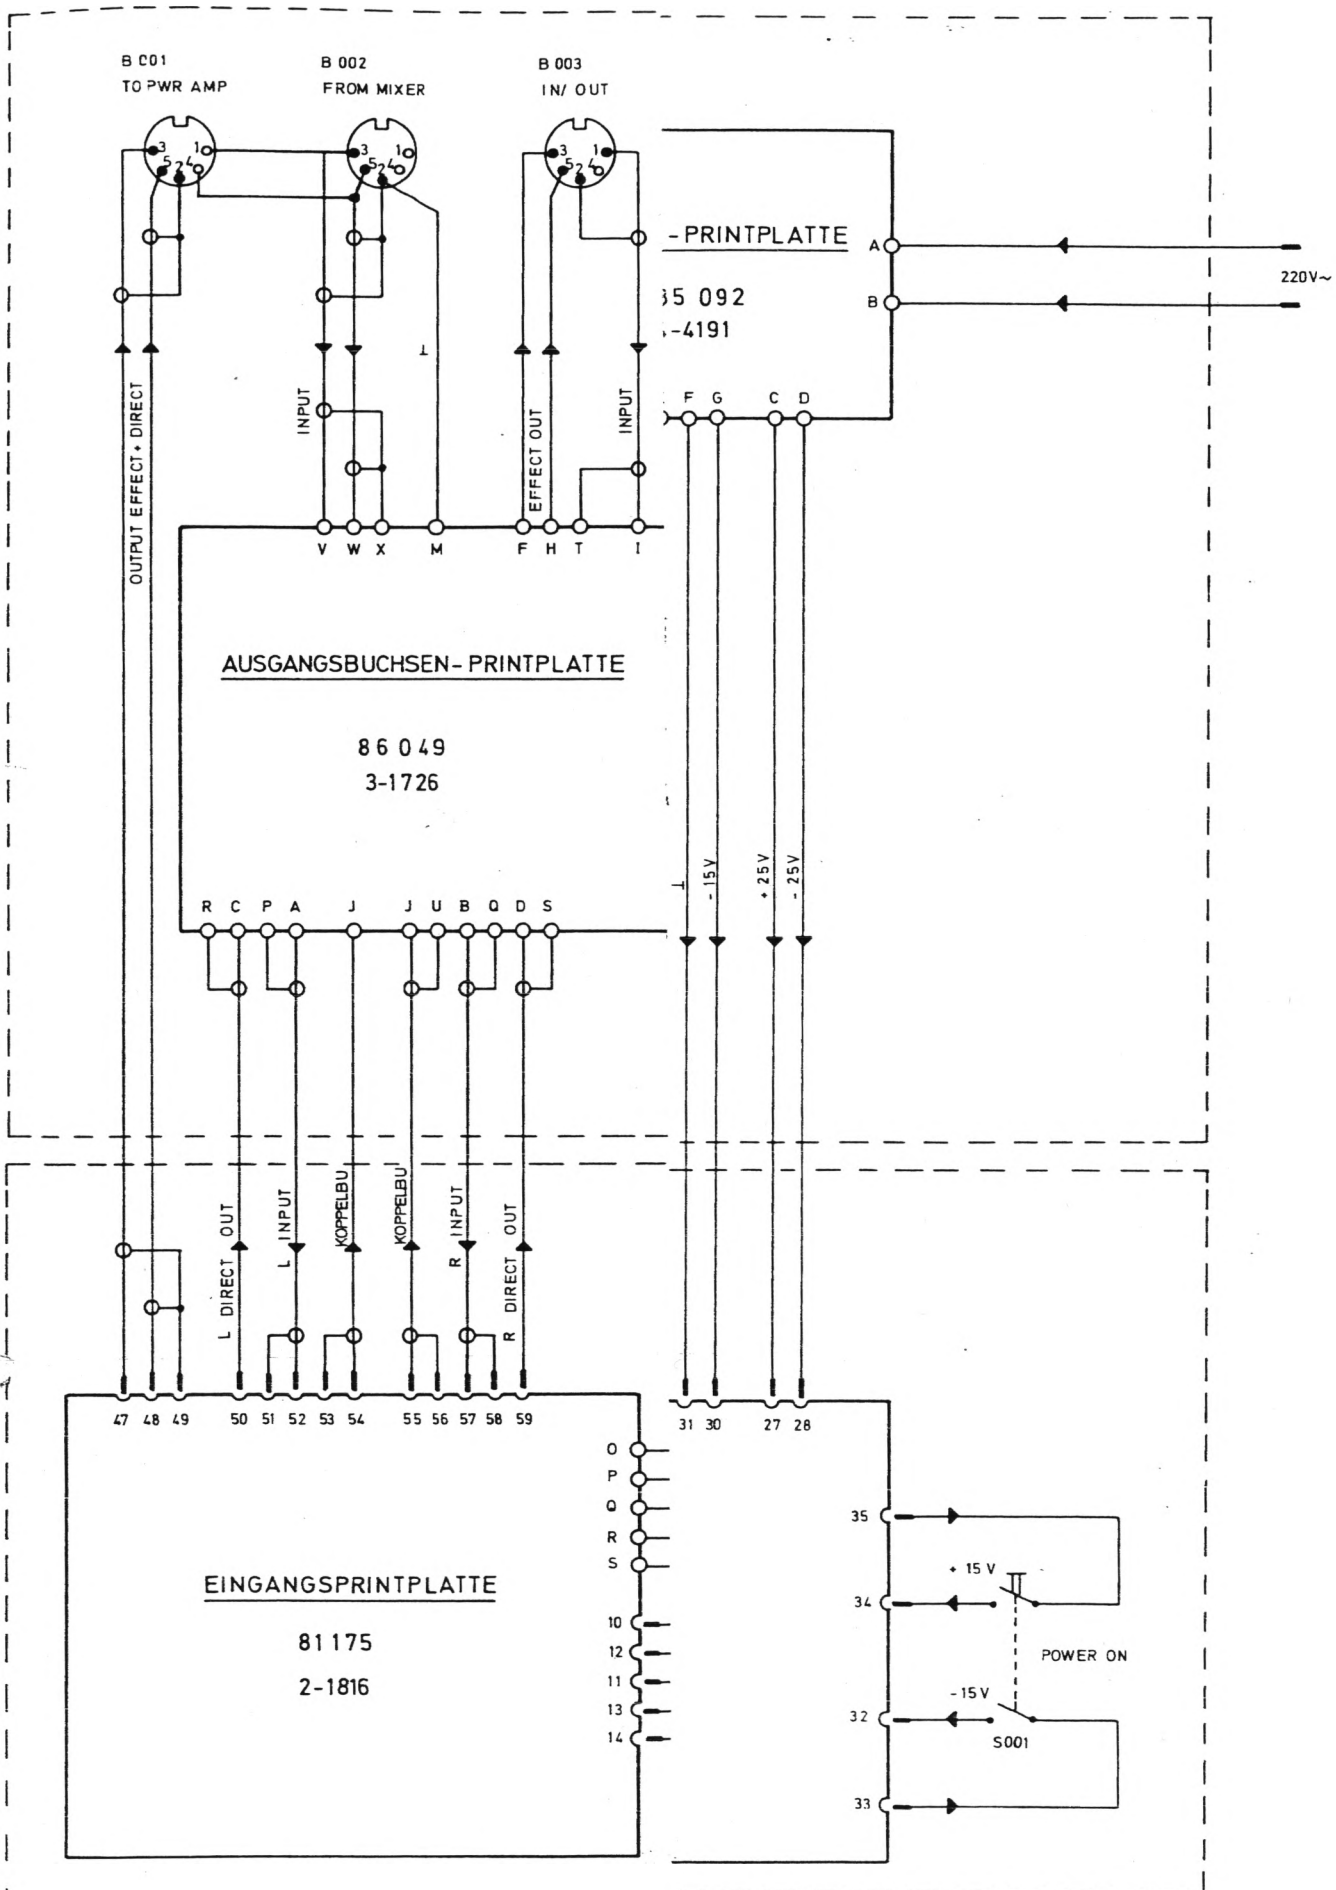 B 001
TO PWR AMP
B 002
FROM MIXER
B 003
IN/ OUT
3 1 5 2 4
3 1 5 2 4
3 1 5 2 4
-PRINTPLATTE
35 092
-4191
A
B
220V~
F G C D
OUTPUT EFFECT + DIRECT
INPUT
⊥
EFFECT OUT
INPUT
V W X M F H T I
AUSGANGSBUCHSEN-PRINTPLATTE
86 049
3-1726
⊥
-15V
+25V
-25V
R C P A J J U B Q D S
L DIRECT OUT
L INPUT
KOPPELBU
KOPPELBU
R INPUT
R DIRECT OUT
47 48 49 50 51 52 53 54 55 56 57 58 59
31 30 27 28
O
P
Q
R
S
10
12
11
13
14
EINGANGSPRINTPLATTE
81 175
2-1816
35
+ 15 V
34
POWER ON
-15 V
32
S001
33